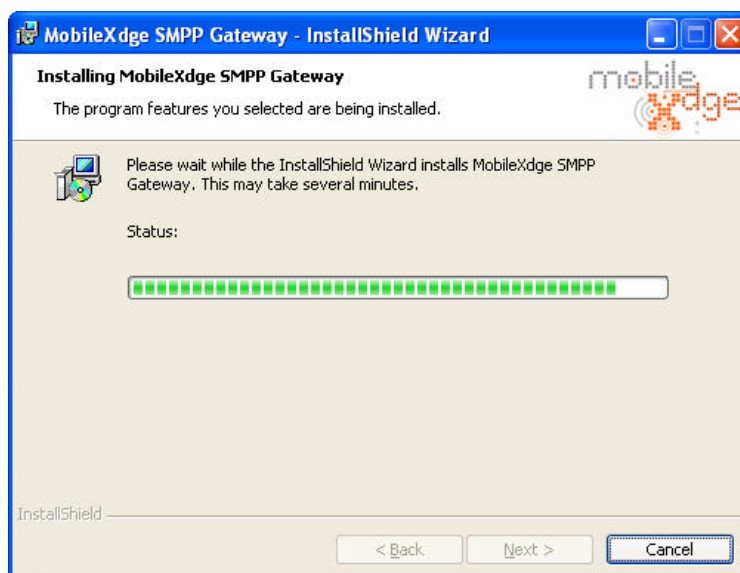 MobileXdge SMPP Gateway - InstallShield Wizard
Installing MobileXdge SMPP Gateway
The program features you selected are being installed.
mobile
Xdge
Please wait while the InstallShield Wizard installs MobileXdge SMPP
Gateway. This may take several minutes.
Status:
InstallShield
< Back
Next >
Cancel